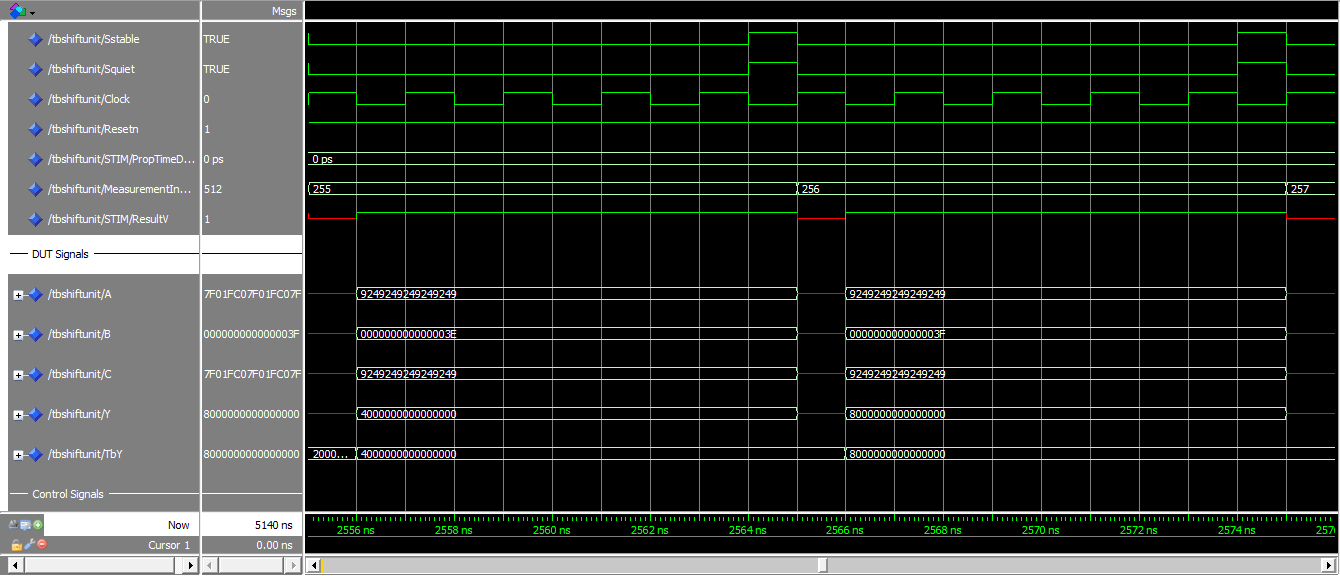 Msgs
/tbshiftunit/Sstable TRUE
/tbshiftunit/Squiet TRUE
/tbshiftunit/Clock 0
/tbshiftunit/Resetn 1
/tbshiftunit/STIM/PropTimeD... 0 ps 0 ps
/tbshiftunit/MeasurementIn... 512 255 256 257
/tbshiftunit/STIM/ResultV 1
DUT Signals
/tbshiftunit/A 7F01FC07F01FC07F 9249249249249249 9249249249249249
/tbshiftunit/B 000000000000003F 000000000000003E 000000000000003F
/tbshiftunit/C 7F01FC07F01FC07F 9249249249249249 9249249249249249
/tbshiftunit/Y 8000000000000000 4000000000000000 8000000000000000
/tbshiftunit/TbY 8000000000000000 2000... 4000000000000000 8000000000000000
Control Signals
Now 5140 ns 2556 ns 2558 ns 2560 ns 2562 ns 2564 ns 2566 ns 2568 ns 2570 ns 2572 ns 2574 ns
Cursor 1 0.00 ns